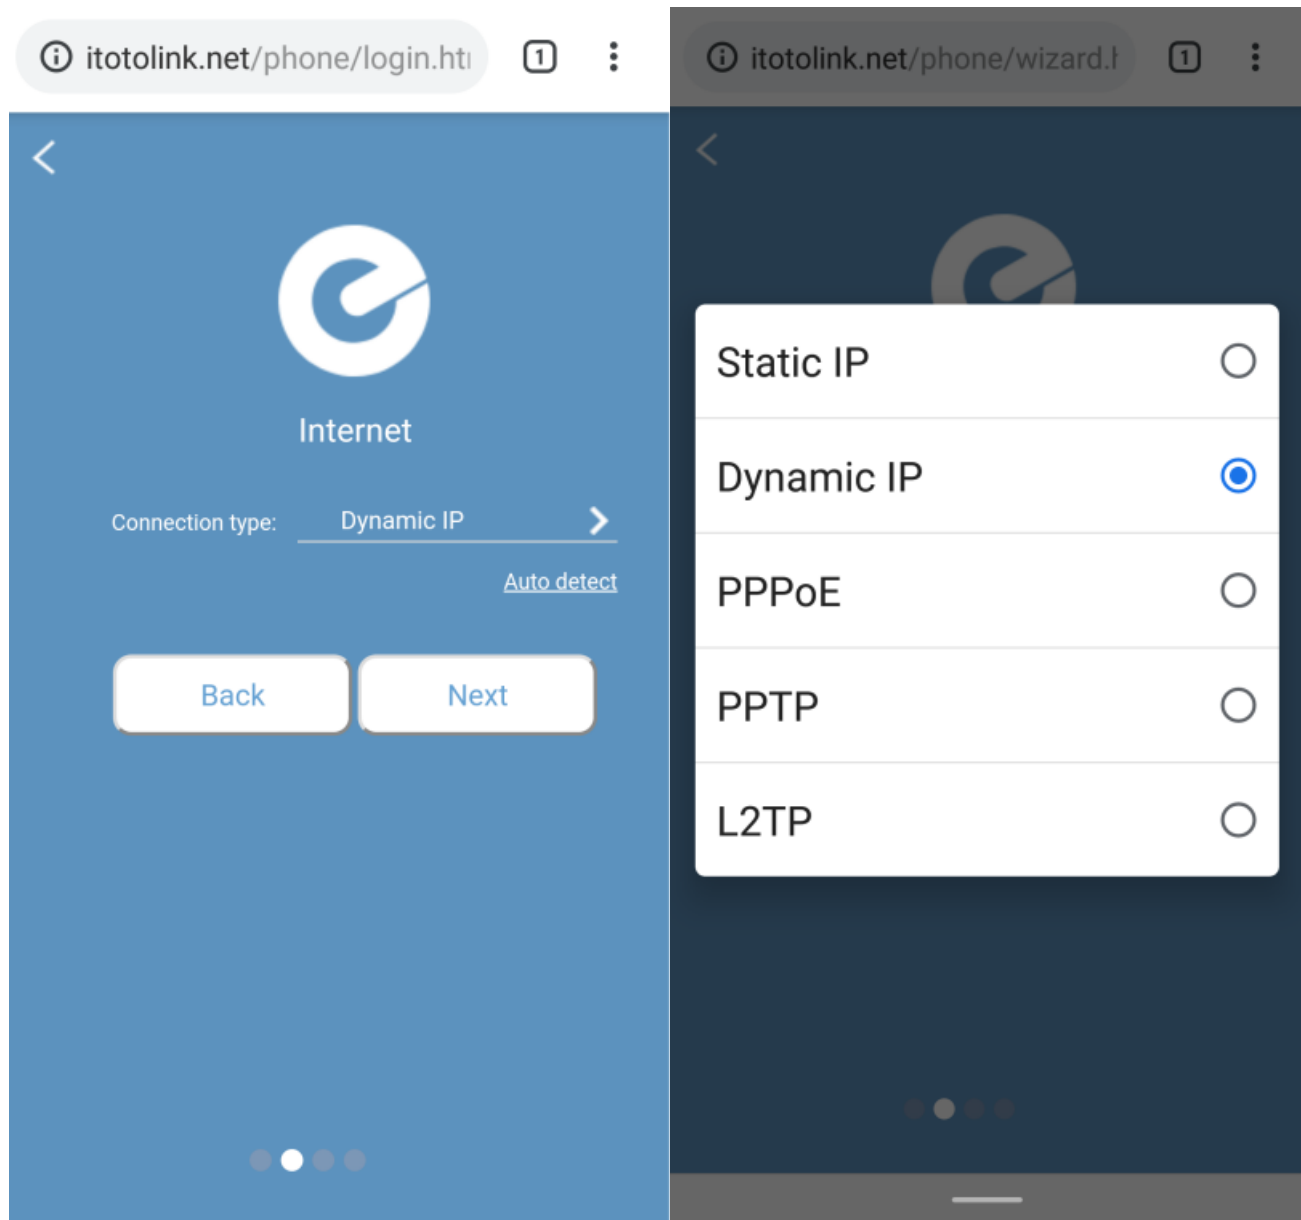 itotolink.net/phone/login.ht
1
Internet
Connection type:
Dynamic IP
Auto detect
Back
Next
itotolink.net/phone/wizard.
1
Static IP
Dynamic IP
PPPoE
PPTP
L2TP